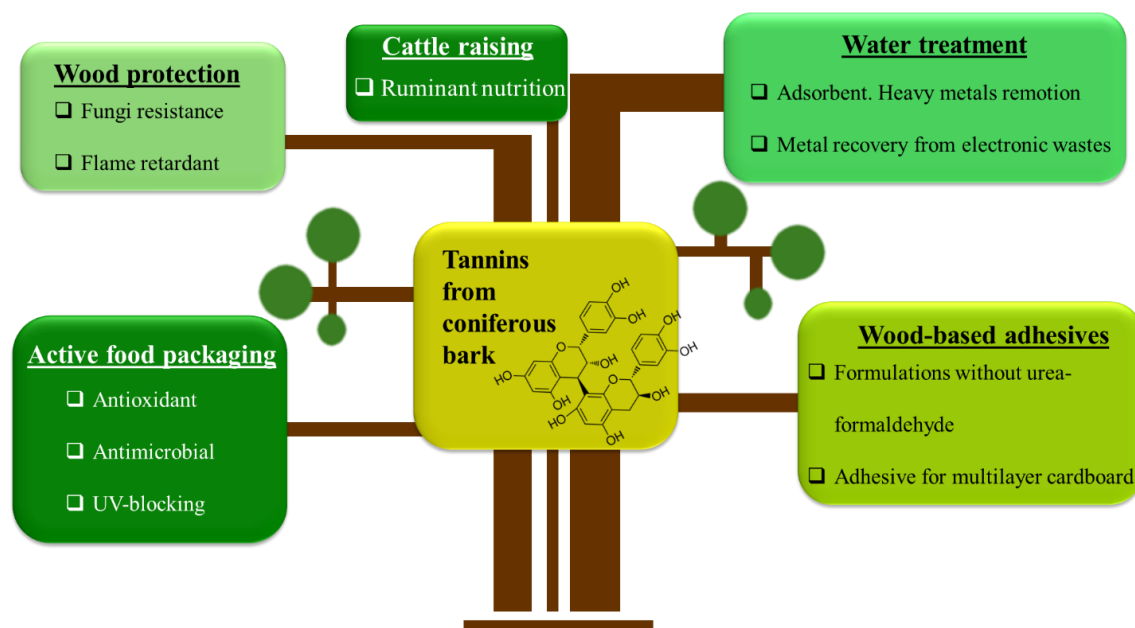 Wood protection
❑ Fungi resistance
❑ Flame retardant
Cattle raising
❑ Ruminant nutrition
Water treatment
❑ Adsorbent. Heavy metals remotion
❑ Metal recovery from electronic wastes
Tannins
from
coniferous
bark
OH
OH
O
OH
HO
OH
OH
OH
O
HO
OH
OH
Active food packaging
❑ Antioxidant
❑ Antimicrobial
❑ UV-blocking
Wood-based adhesives
❑ Formulations without urea-
formaldehyde
❑ Adhesive for multilayer cardboard